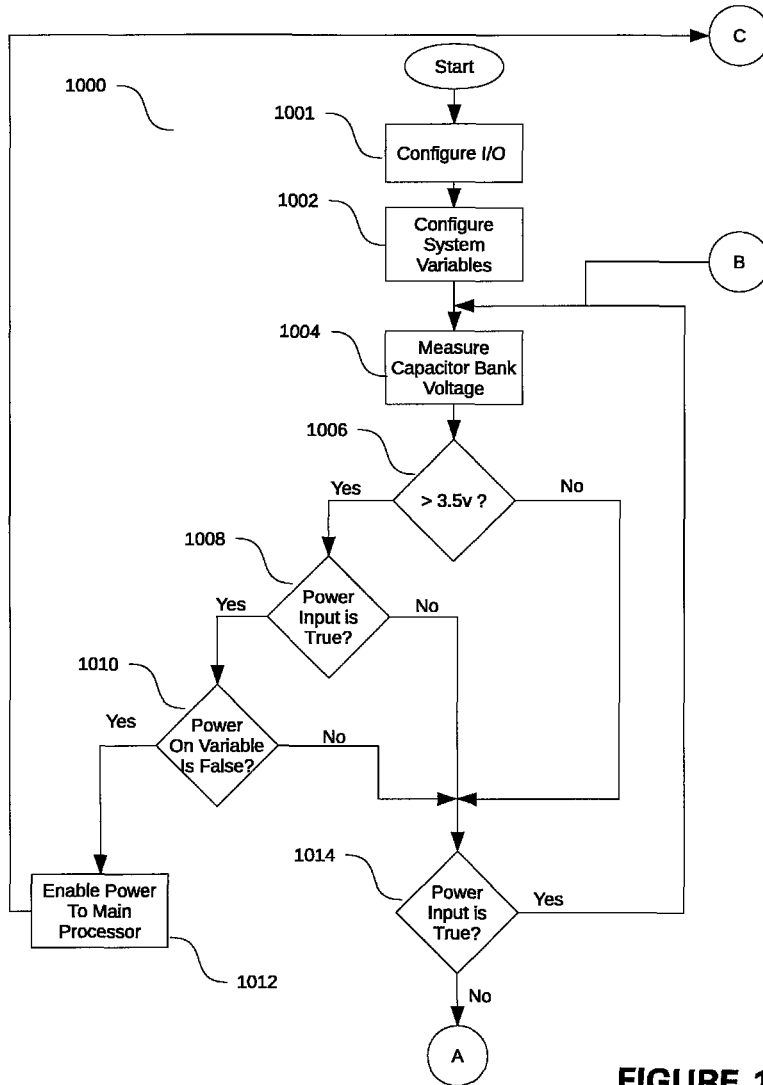 C
Start
1000
1001
Configure I/O
1002
Configure
System
Variables
B
1004
Measure
Capacitor Bank
Voltage
1006
> 3.5v ?
Yes
No
1008
Power
Input is
True?
Yes
No
1010
Power
On Variable
Is False?
Yes
No
1014
Power
Input is
True?
Yes
Enable Power
To Main
Processor
1012
No
A
FIGURE 1